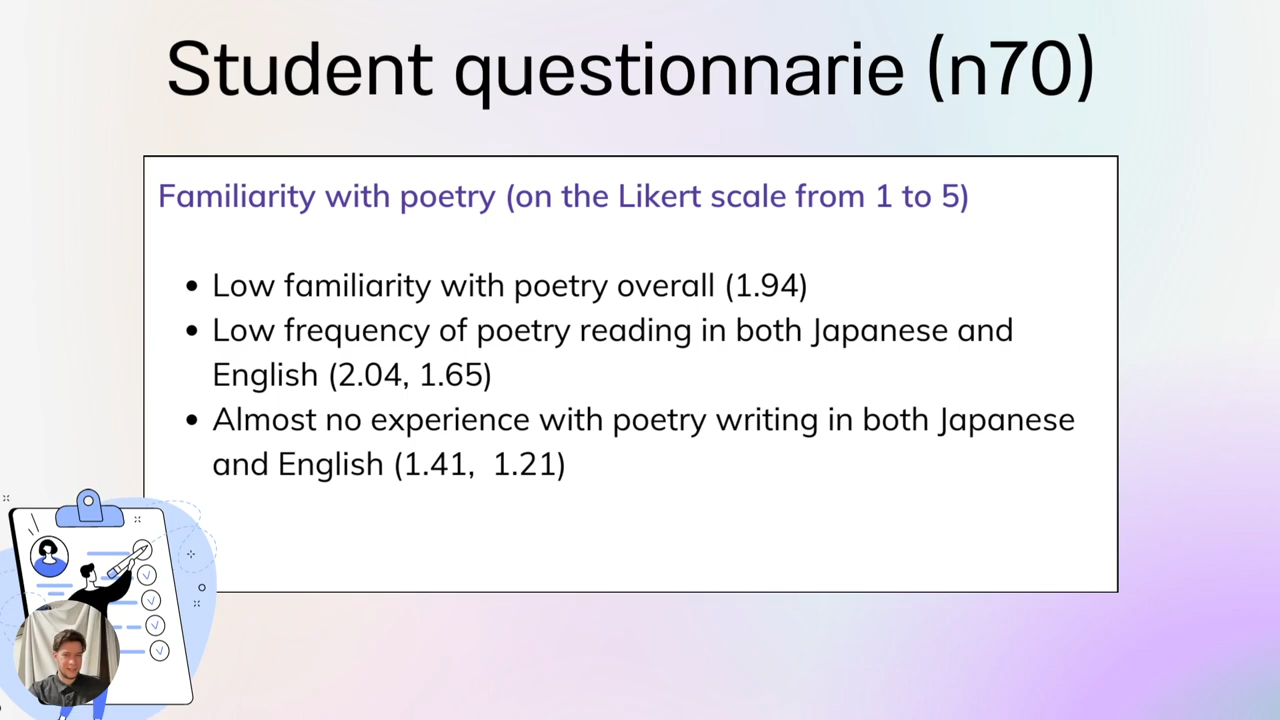 Student questionnarie (n70)
Familiarity with poetry (on the Likert scale from 1 to 5)
• Low familiarity with poetry overall (1.94)
• Low frequency of poetry reading in both Japanese and
English (2.04, 1.65)
• Almost no experience with poetry writing in both Japanese
and English (1.41,  1.21)